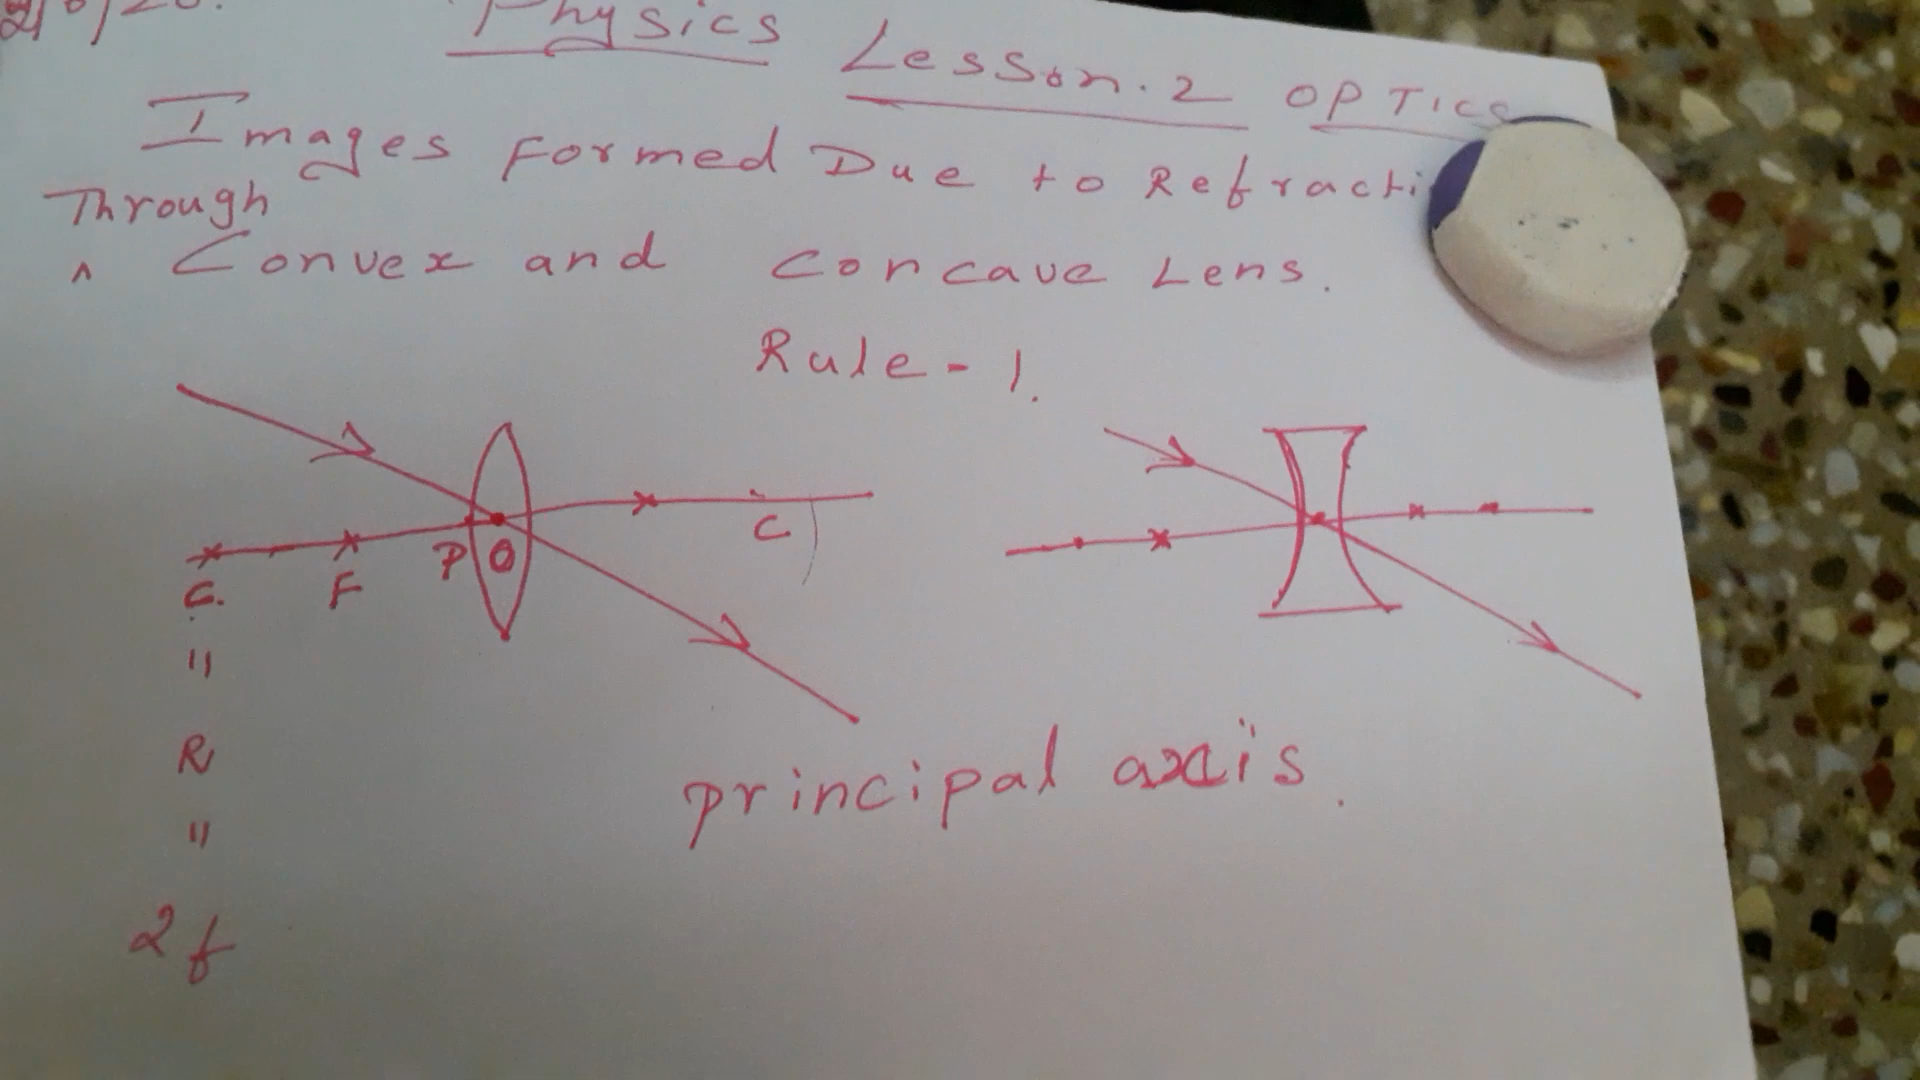 Physics Lesson.2 OPTICS
Images Formed Due to Refracti
Through
^ Convex and Concave Lens.
Rule-1.
C
P O
C. F
"
R
"
2f
principal axis.